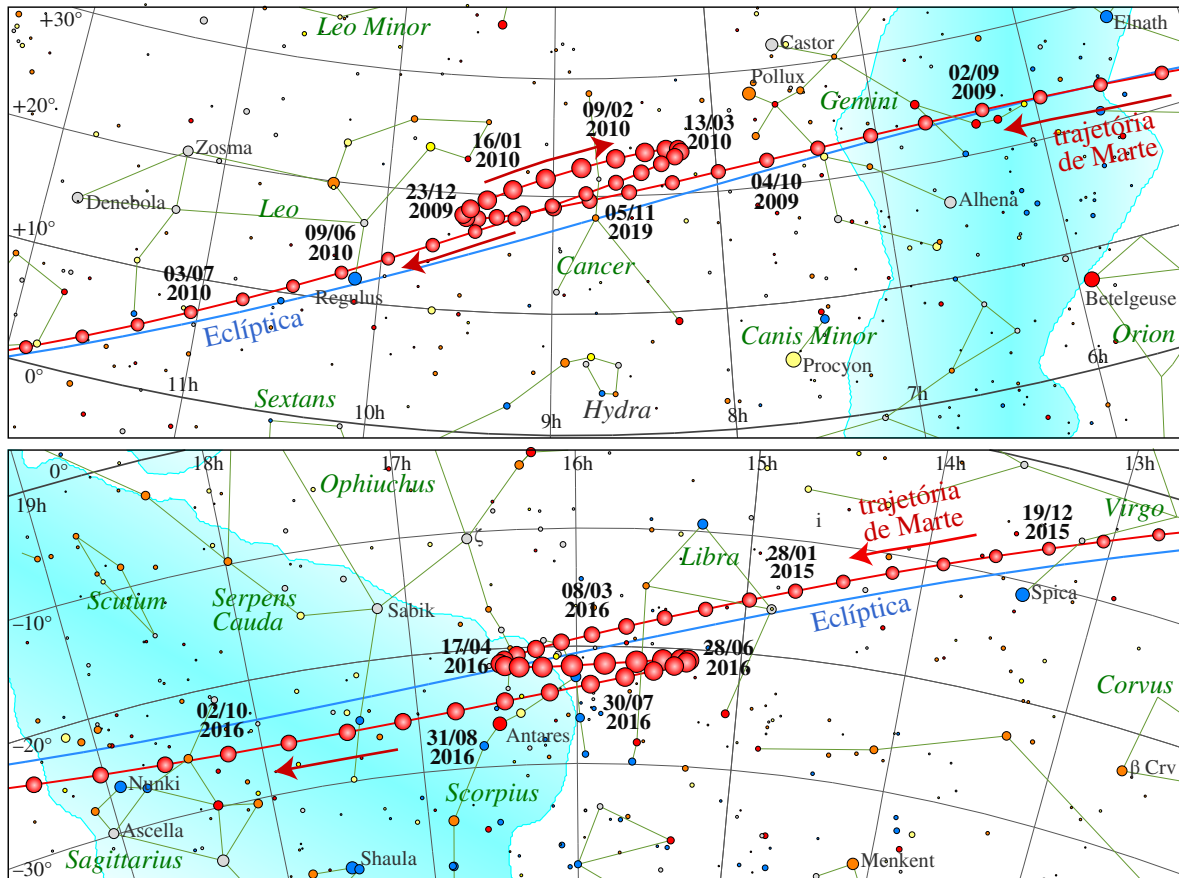 +30°
Leo Minor
Castor
Elnath
Pollux
02/09
2009
+20°
Gemini
09/02
2010
13/03
2010
trajetória
de Marte
16/01
2010
Zosma
23/12
2009
04/10
2009
Denebola
Alhena
05/11
2019
Leo
+10°
09/06
2010
Cancer
03/07
2010
Regulus
Betelgeuse
Eclíptica
Canis Minor
Orion
6h
Procyon
0°
11h
7h
Sextans
10h
9h
Hydra
8h
0°
18h
17h
16h
15h
14h
13h
19h
Ophiuchus
trajetória
de Marte
19/12
2015
Virgo
i
ζ
Libra
28/01
2015
08/03
2016
Spica
Scutum
Serpens
Cauda
Sabik
Eclíptica
−10°
17/04
2016
28/06
2016
Corvus
02/10
2016
30/07
2016
−20°
31/08
2016
Antares
β Crv
Nunki
Scorpius
Ascella
Sagittarius
Shaula
Menkent
−30°